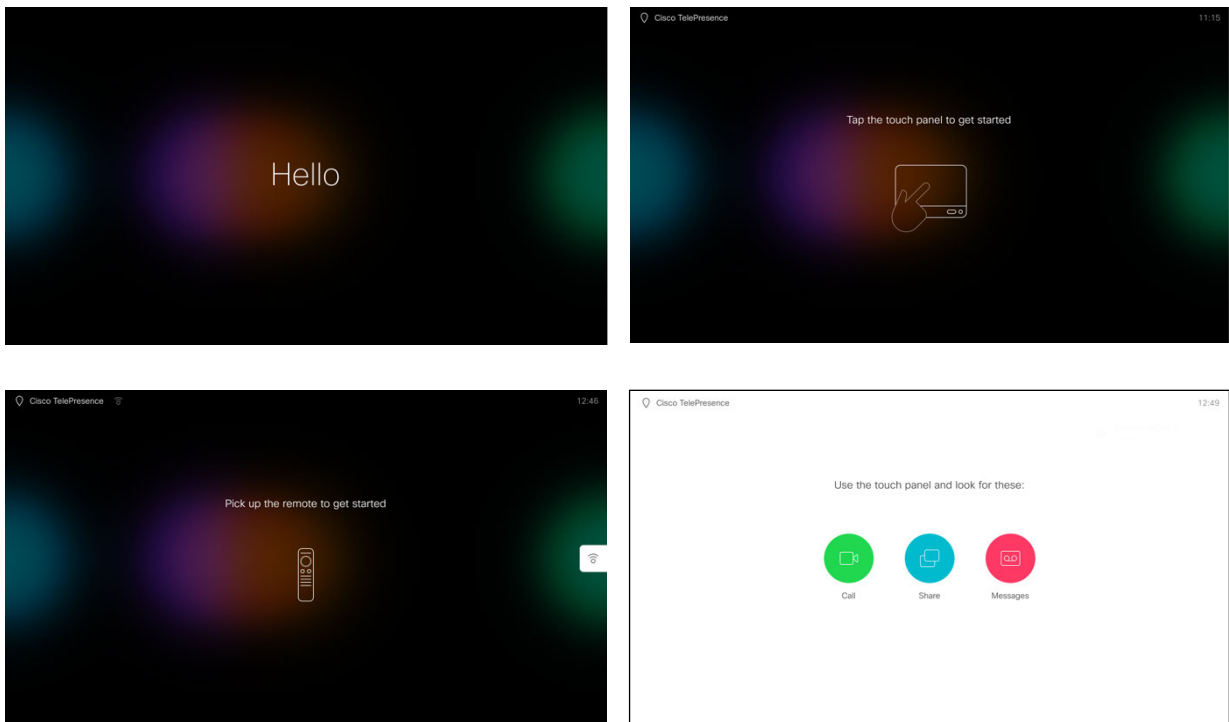 Hello
Cisco TelePresence
11:15
Tap the touch panel to get started
Cisco TelePresence
12:46
Pick up the remote to get started
Cisco TelePresence
12:49
Use the touch panel and look for these:
Call
Share
Messages